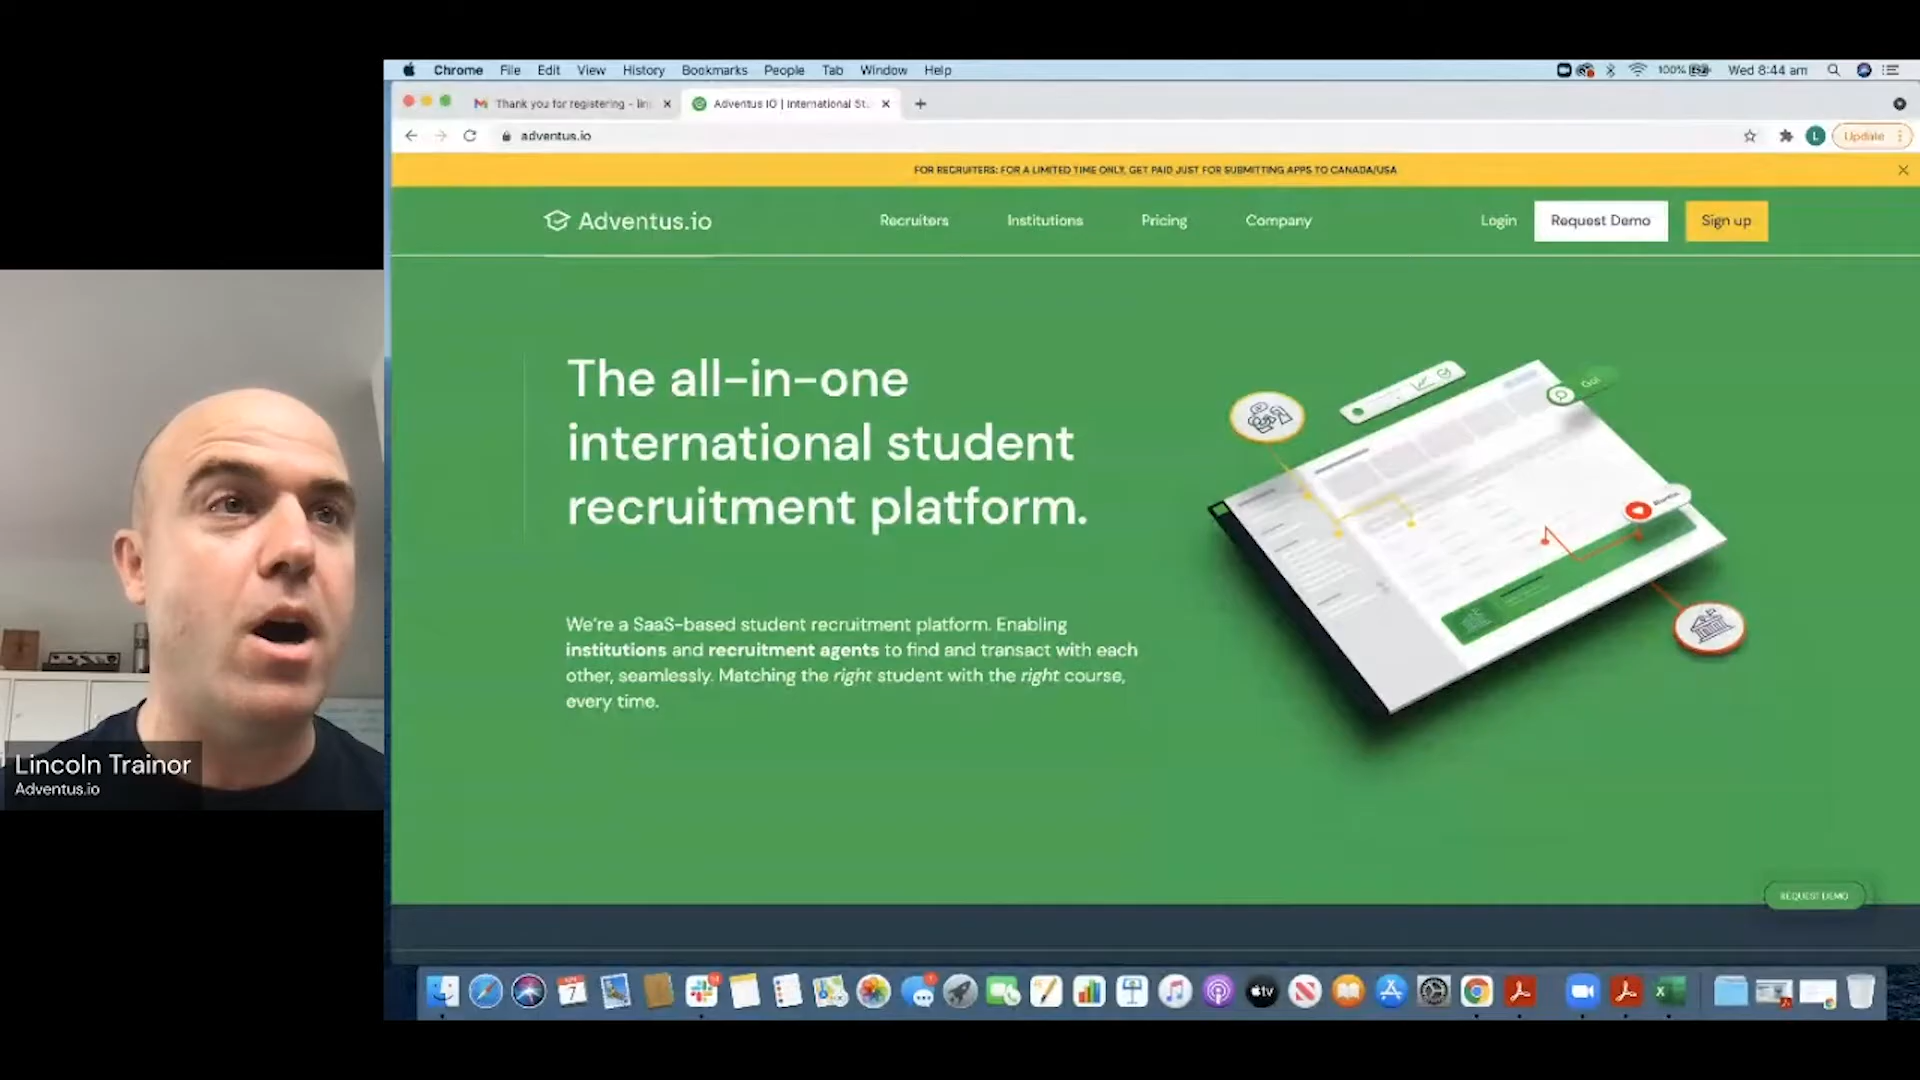 Chrome File Edit View History Bookmarks People Tab Window Help
100% Wed 8:44 am
Thank you for registering - lin
Adventus IO | International St.
adventus.io
L
Update
FOR RECRUITERS: FOR A LIMITED TIME ONLY, GET PAID JUST FOR SUBMITTING APPS TO CANADA/USA
Adventus.io
Recruiters Institutions Pricing Company Login Request Demo Sign up
The all-in-one
international student
recruitment platform.
Go!
We're a SaaS-based student recruitment platform. Enabling
institutions and recruitment agents to find and transact with each
other, seamlessly. Matching the right student with the right course,
every time.
Lincoln Trainor
Adventus.io
REQUEST DEMO
7
tv